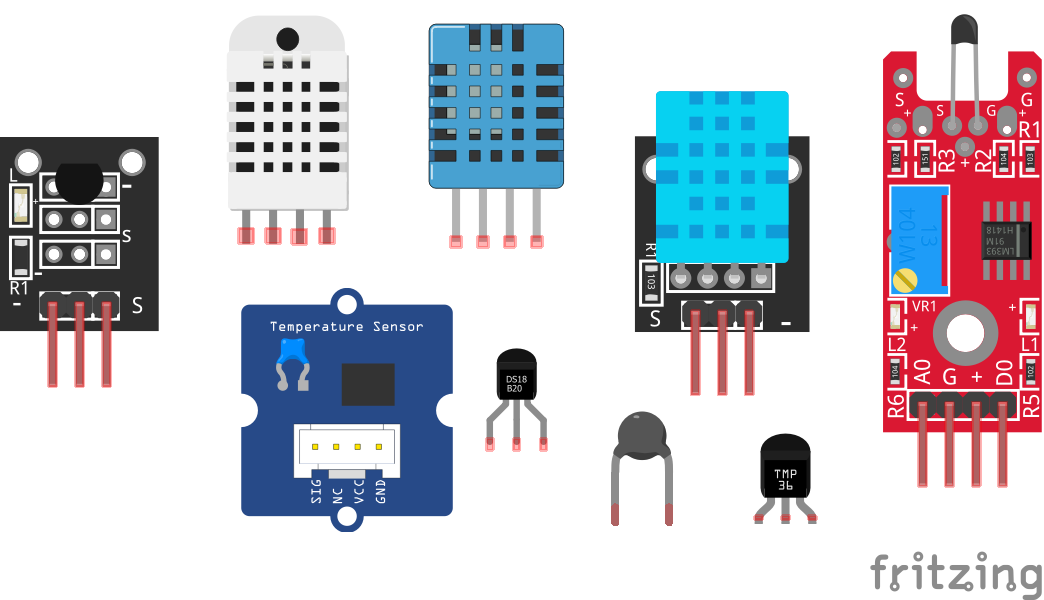 L
+
-
S
R1
-
-
S
Temperature Sensor
SIG
NC
VCC
GND
DS18
B20
R1
103
S
-
TMP
36
S
+
S
G
+
G
R1
102
151
R3
+
R2
104
103
W104
13
LM393
91M
H1418
VR1
+
L2
+
L1
104
102
R6
A0
G
+
D0
R5
fritzing